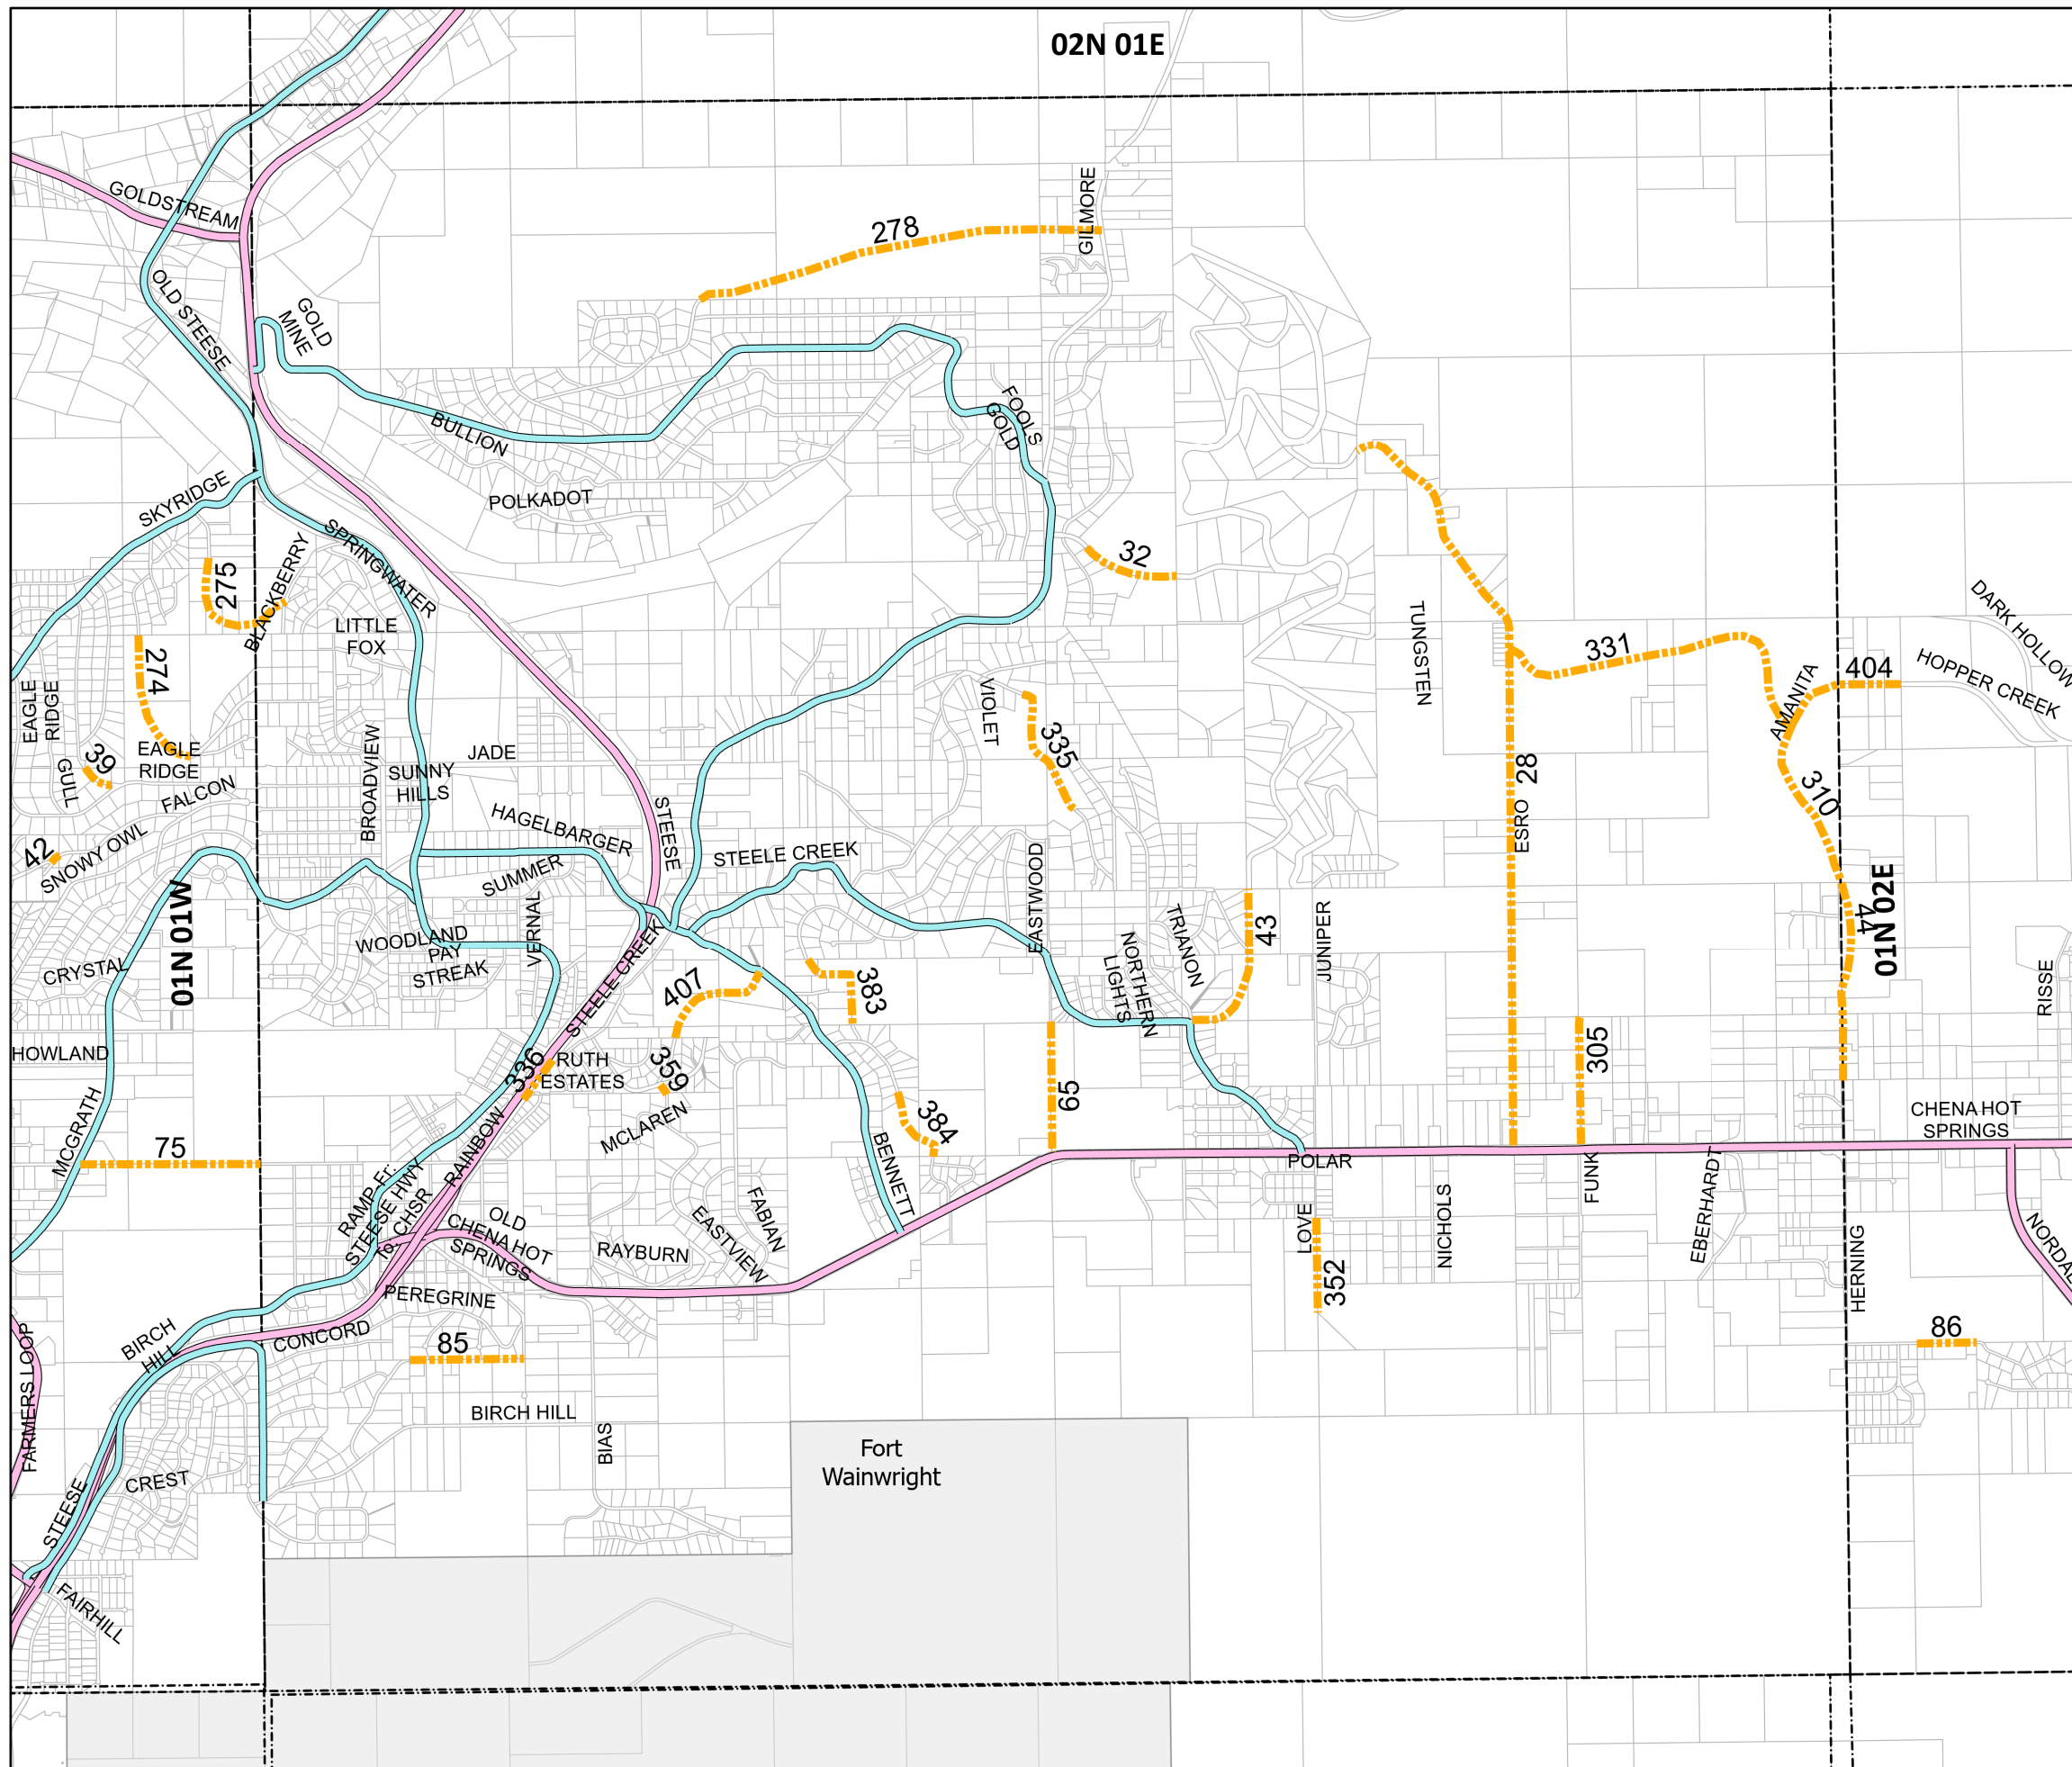 02N 01E
GOLDSTREAM
GILMORE
278
OLD STEESE
GOLD
MINE
FOOLS
GOLD
BULLION
POLKADOT
SKYRIDGE
SPRINGWATER
BLACKBERRY
275
32
LITTLE
FOX
TUNGSTEN
331
DARK HOLLOW
404
HOPPER CREEK
AMANITA
274
EAGLE
RIDGE
VIOLET
335
EAGLE
RIDGE
39
GULL
FALCON
BROADVIEW
JADE
SUNNY
HILLS
HAGELBARGER
STEESE
28
ESRO
310
42
SNOWY OWL
SUMMER
STEELE CREEK
EASTWOOD
01N 01W
44
01N 02E
VERNAL
WOODLAND
PAY
STREAK
CRYSTAL
STEELE CREEK
407
383
NORTHERN
LIGHTS
TRIANON
43
JUNIPER
RISSE
HOWLAND
336
RUTH
ESTATES
359
MCLAREN
65
305
384
MCGRATH
75
RAINBOW
BENNETT
CHENA HOT
SPRINGS
POLAR
FUNK
EBERHARDT
RAMP Fr:
STEESE HWY
To: CHSR
OLD
CHENA HOT
SPRINGS
RAYBURN
EASTVIEW
FABIAN
LOVE
352
NICHOLS
HERNING
NORDAL
PEREGRINE
BIRCH
HILL
CONCORD
85
86
FARMERS LOOP
BIRCH HILL
BIAS
Fort
Wainwright
CREST
STEESE
FAIRHILL